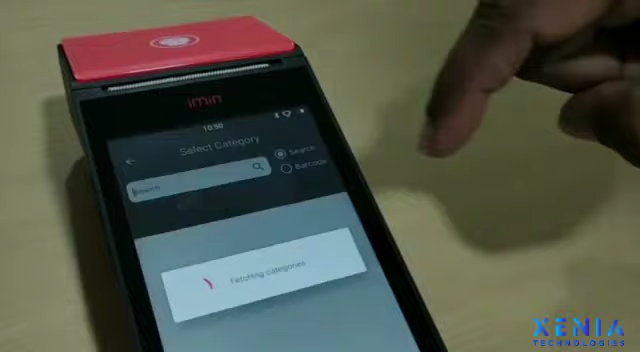 imin
10:50
Select Category
Search
Search
Barcode
Fetching categories
XENIA
TECHNOLOGIES